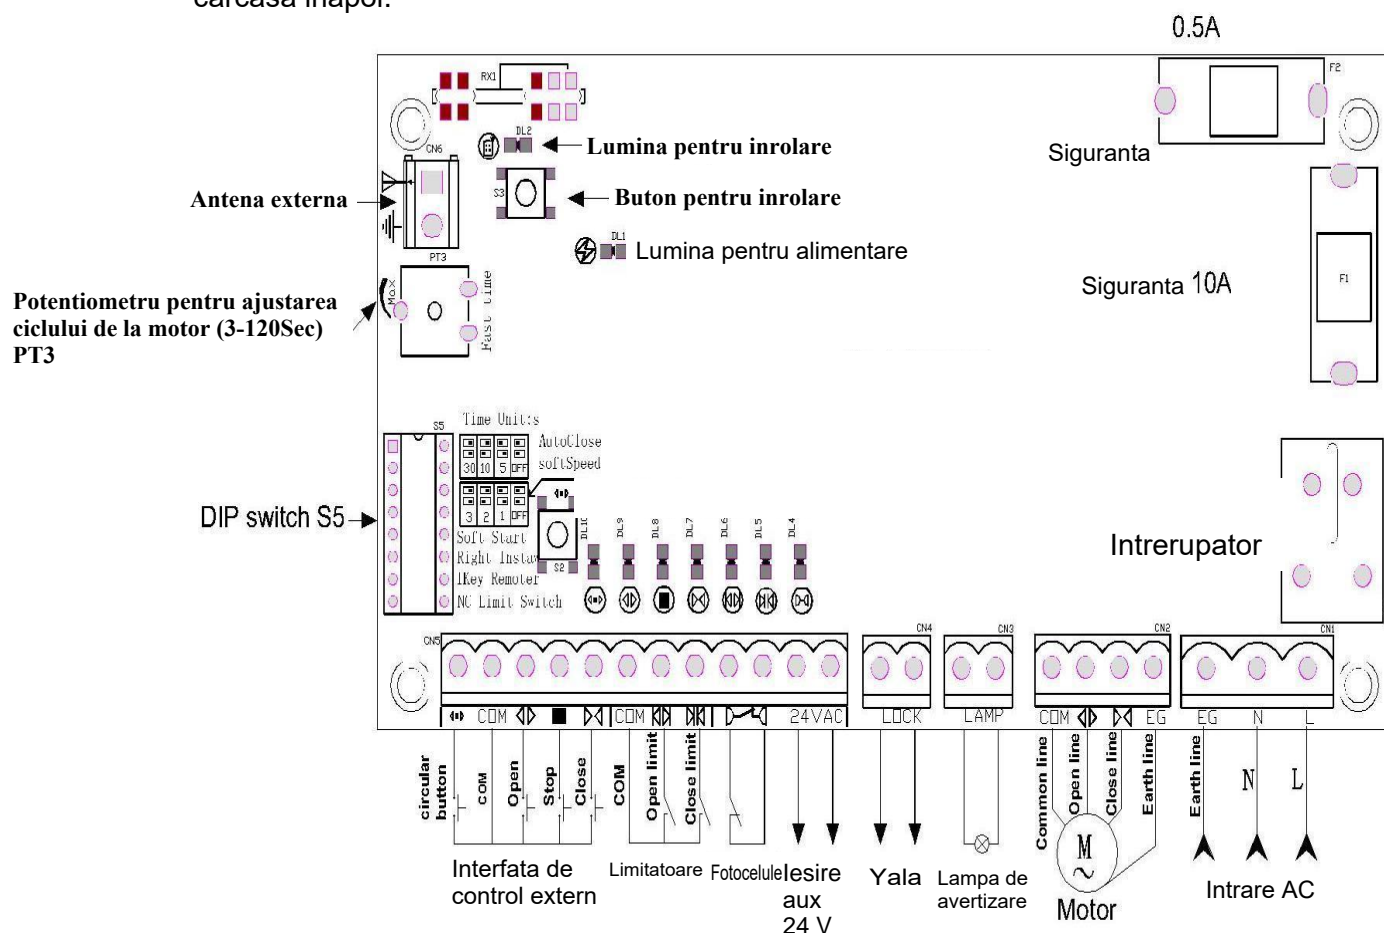 carcasa inapoi.
0.5A
F2
RX1
DL2
Lumina pentru inrolare
CN6
Siguranta
S3
Buton pentru inrolare
Antena externa
DL1
Lumina pentru alimentare
PT3
Max
Fast time
Siguranta 10A
F1
Potentiometru pentru ajustarea
ciclului de la motor (3-120Sec)
PT3
Time Unit:s
S5
AutoClose
30 10 5 OFF
softSpeed
3 2 1 OFF
DIP switch S5
Soft Start
Right Insta
S2
1Key Remoter
NC Limit Switch
DL10 DL9 DL8 DL7 DL6 DL5 DL4
Intrerupator
CN5 CN4 CN3 CN2 CN1
COM COM 24VAC LOCK LAMP COM EG EG N L
circular
button
COM
Open
Stop
Close
COM
Open limit
Close limit
Common line
Open line
Close line
Earth line
Earth line
N L
M
Interfata de
control extern
Limitatoare
Fotocelule
Iesire
aux
24 V
Yala
Lampa de
avertizare
Motor
Intrare AC